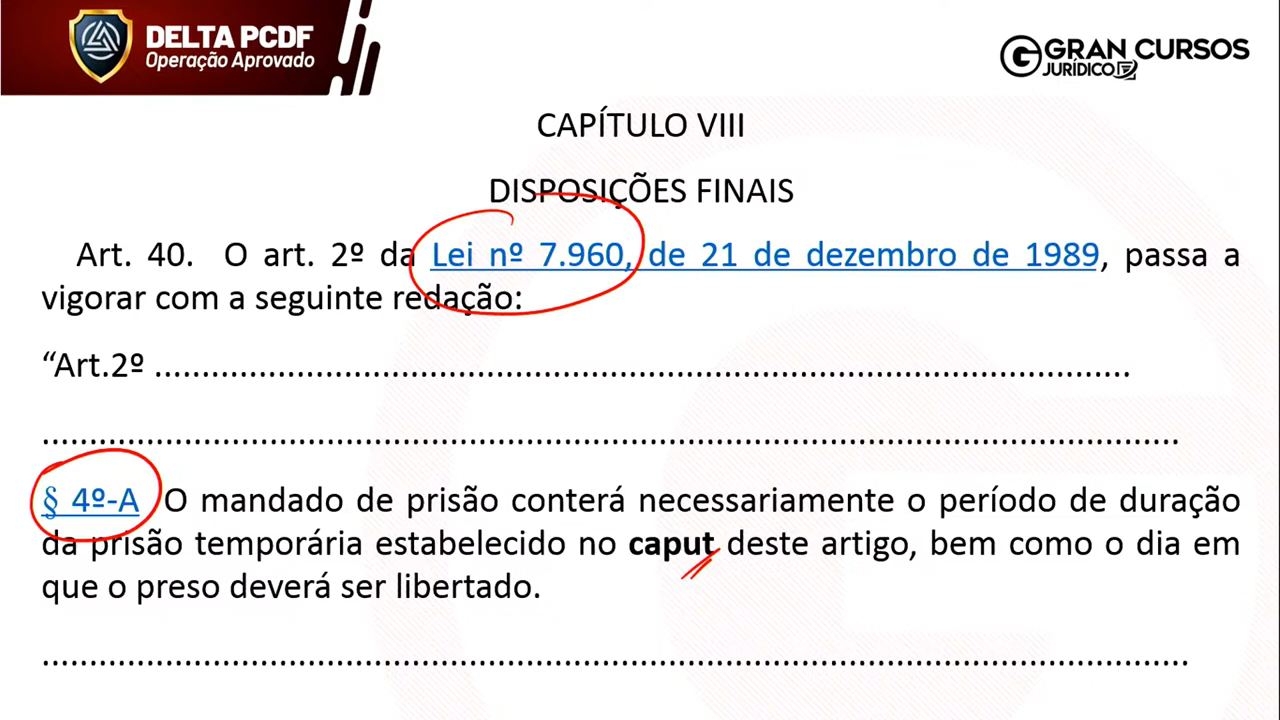 DELTA PCDF
Operação Aprovado
GRAN CURSOS
JURÍDICO
CAPÍTULO VIII
DISPOSIÇÕES FINAIS
Art. 40. O art. 2º da Lei nº 7.960, de 21 de dezembro de 1989, passa a
vigorar com a seguinte redação:
“Art.2º ......................................................................................................
.......................................................................................................................
§ 4º-A O mandado de prisão conterá necessariamente o período de duração
da prisão temporária estabelecido no caput deste artigo, bem como o dia em
que o preso deverá ser libertado.
........................................................................................................................